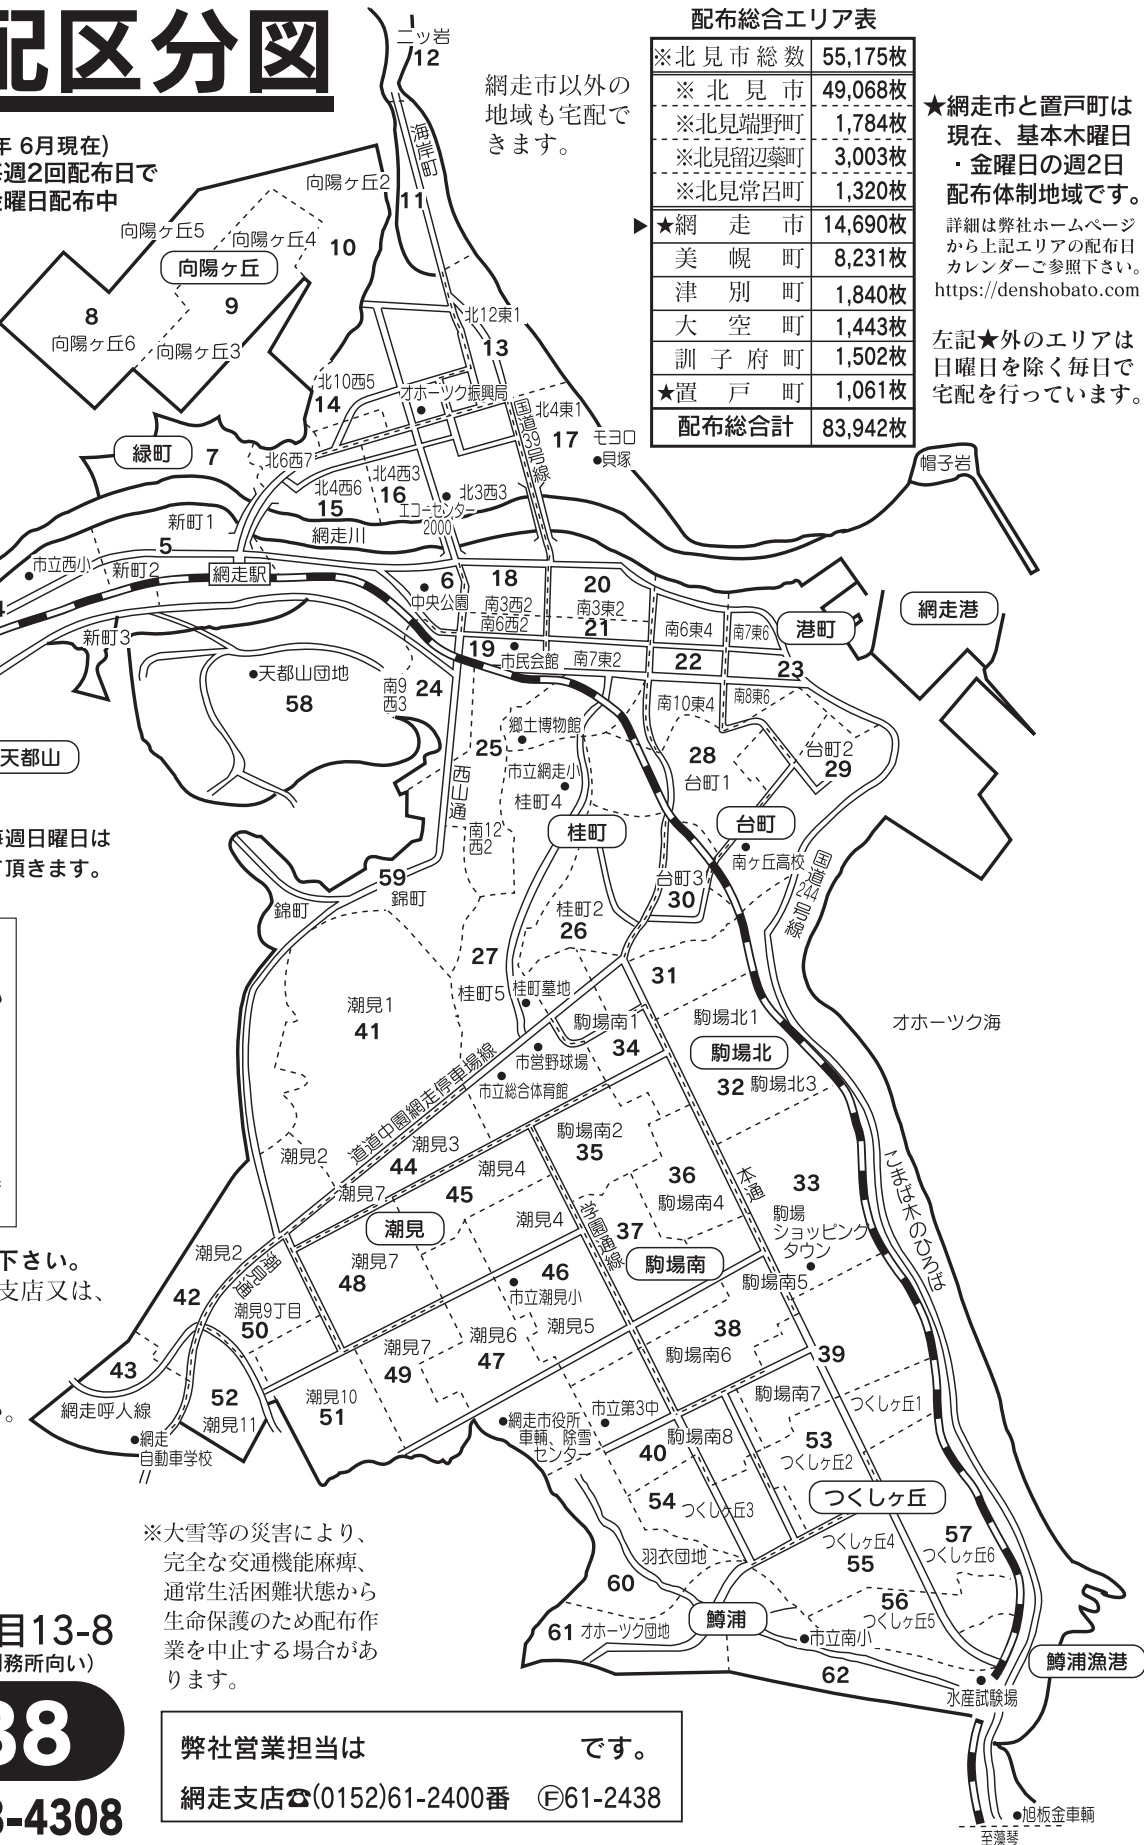 配区分図
年 6月現在)
毎週2回配布日で
金曜日配布中
網走市以外の
地域も宅配で
きます。
配布総合エリア表
※北見市総数 55,175枚
※北見市 49,068枚
※北見端野町 1,784枚
※北見留辺蘂町 3,003枚
※北見常呂町 1,320枚
▶★網走市 14,690枚
美幌町 8,231枚
津別町 1,840枚
大空町 1,443枚
訓子府町 1,502枚
★置戸町 1,061枚
配布総合計 83,942枚
★網走市と置戸町は
現在、基本木曜日
・金曜日の週2日
配布体制地域です。
詳細は弊社ホームページ
から上記エリアの配布日
カレンダーご参照下さい。
https://denshobato.com
左記★外のエリアは
日曜日を除く毎日で
宅配を行っています。
二ッ岩
12
海岸町
11
向陽ヶ丘2
向陽ヶ丘5
向陽ヶ丘4
10
向陽ヶ丘
9
8
向陽ヶ丘6
向陽ヶ丘3
北12東1
13
北10西5
14
オホーツク振興局
国道39号線
北4東1
17
モヨロ
●貝塚
帽子岩
緑町
7
北6西7
北4西6
15
北4西3
16
北3西3
エコーセンター
2000
網走川
新町1
5
市立西小
新町2
網走駅
新町3
6
中央公園
18
南3西2
南6西2
19
市民会館
20
南3東2
21
南7東2
南6東4
22
南7東6
港町
23
網走港
南10東4
南8東6
●天都山団地
58
南9
西3
24
天都山
25
郷土博物館
市立網走小
桂町4
西山通
南12
西2
桂町
28
台町1
台町2
29
台町
南ヶ丘高校
国道244号線
台町3
30
59
錦町
錦町
桂町2
26
27
桂町5
桂町墓地
31
潮見1
41
駒場南1
34
市営野球場
市立総合体育館
道道中園網走停車場線
駒場北1
駒場北
32
駒場北3
オホーツク海
毎週日曜日は
て頂きます。
潮見2
潮見3
44
潮見7
潮見4
45
潮見
駒場南2
35
36
駒場南4
本通
33
駒場
ショッピング
タウン
こまば木のひろば
学園通線
37
駒場南
潮見4
46
市立潮見小
潮見5
潮見7
48
潮見2
潮見通
42
潮見9丁目
50
潮見7
49
潮見6
47
駒場南5
38
駒場南6
39
駒場南7
つくしヶ丘1
43
網走呼人線
52
潮見11
潮見10
51
●網走
自動車学校
●網走市役所
車輌、除雪
センター
市立第3中
40
駒場南8
53
つくしヶ丘2
54
つくしヶ丘3
つくしヶ丘
つくしヶ丘4
55
57
つくしヶ丘6
56
つくしヶ丘5
羽衣団地
60
61
オホーツク団地
鱒浦
●市立南小
62
鱒浦漁港
水産試験場
●旭板金車輌
至藻琴
下さい。
支店又は、
※大雪等の災害により、
完全な交通機能麻痺、
通常生活困難状態から
生命保護のため配布作
業を中止する場合があ
ります。
目13-8
務所向い)
38
-4308
弊社営業担当は です。
網走支店☎(0152)61-2400番 Ⓕ61-2438